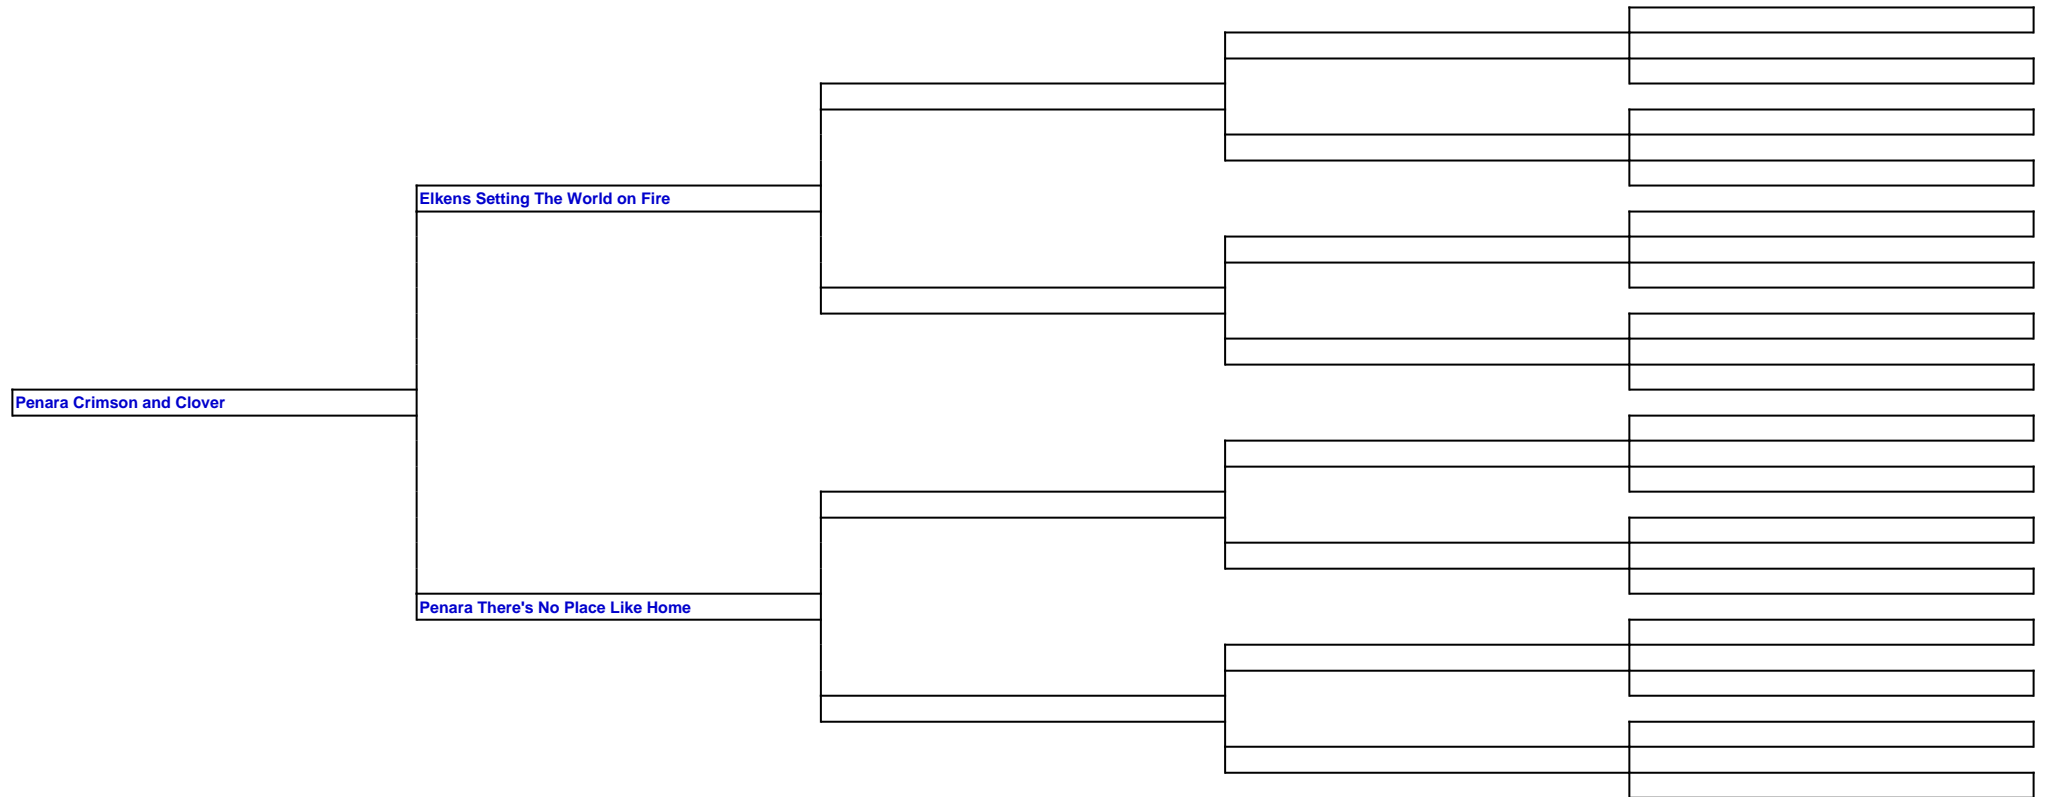 Elkens Setting The World on Fire
Penara Crimson and Clover
Penara There's No Place Like Home